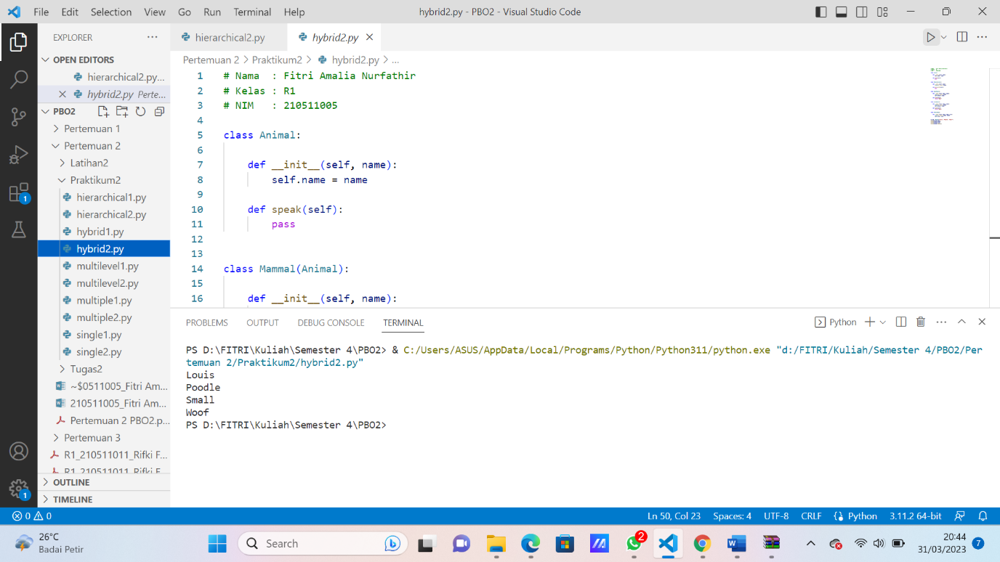 File Edit Selection View Go Run Terminal Help
hybrid2.py - PBO2 - Visual Studio Code
EXPLORER
OPEN EDITORS
hierarchical2.py...
hybrid2.py Perte...
PBO2
Pertemuan 1
Pertemuan 2
Latihan2
Praktikum2
hierarchical1.py
hierarchical2.py
hybrid1.py
hybrid2.py
multilevel1.py
multilevel2.py
multiple1.py
multiple2.py
single1.py
single2.py
Tugas2
~$0511005_Fitri Am...
210511005_Fitri Am...
Pertemuan 2 PBO2.p...
Pertemuan 3
R1_210511011_Rifki F...
R1_210511011_Rifki F...
OUTLINE
TIMELINE
1
1
hierarchical2.py
hybrid2.py
Pertemuan 2 > Praktikum2 > hybrid2.py > ...
1 # Nama  : Fitri Amalia Nurfathir
2 # Kelas : R1
3 # NIM   : 210511005
4
5 class Animal:
6
7     def __init__(self, name):
8         self.name = name
9
10     def speak(self):
11         pass
12
13
14 class Mammal(Animal):
15
16     def __init__(self, name):
PROBLEMS OUTPUT DEBUG CONSOLE TERMINAL
Python
PS D:\FITRI\Kuliah\Semester 4\PBO2> & C:/Users/ASUS/AppData/Local/Programs/Python/Python311/python.exe "d:/FITRI/Kuliah/Semester 4/PBO2/Per
temuan 2/Praktikum2/hybrid2.py"
Louis
Poodle
Small
Woof
PS D:\FITRI\Kuliah\Semester 4\PBO2>
0 0
Ln 50, Col 23 Spaces: 4 UTF-8 CRLF Python 3.11.2 64-bit
26°C
Badai Petir
Search
2
20:44
31/03/2023
7